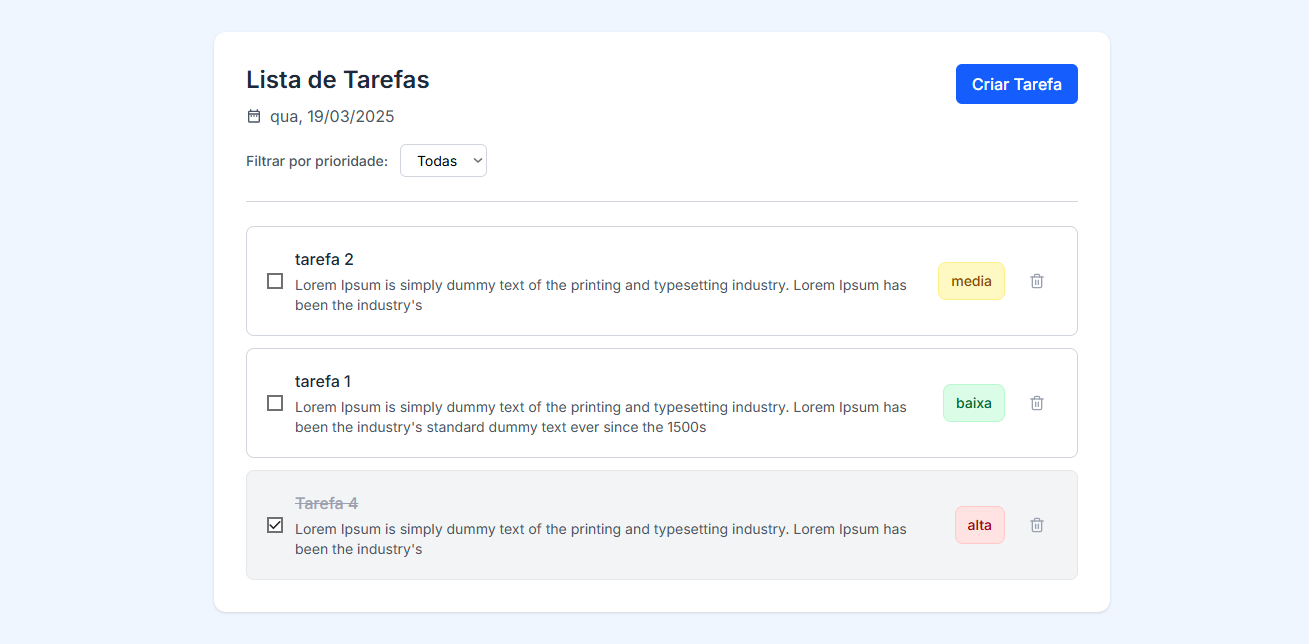 Lista de Tarefas
Criar Tarefa
qua, 19/03/2025
Filtrar por prioridade: Todas
tarefa 2
Lorem Ipsum is simply dummy text of the printing and typesetting industry. Lorem Ipsum has
been the industry's
media
tarefa 1
Lorem Ipsum is simply dummy text of the printing and typesetting industry. Lorem Ipsum has
been the industry's standard dummy text ever since the 1500s
baixa
Tarefa 4
Lorem Ipsum is simply dummy text of the printing and typesetting industry. Lorem Ipsum has
been the industry's
alta